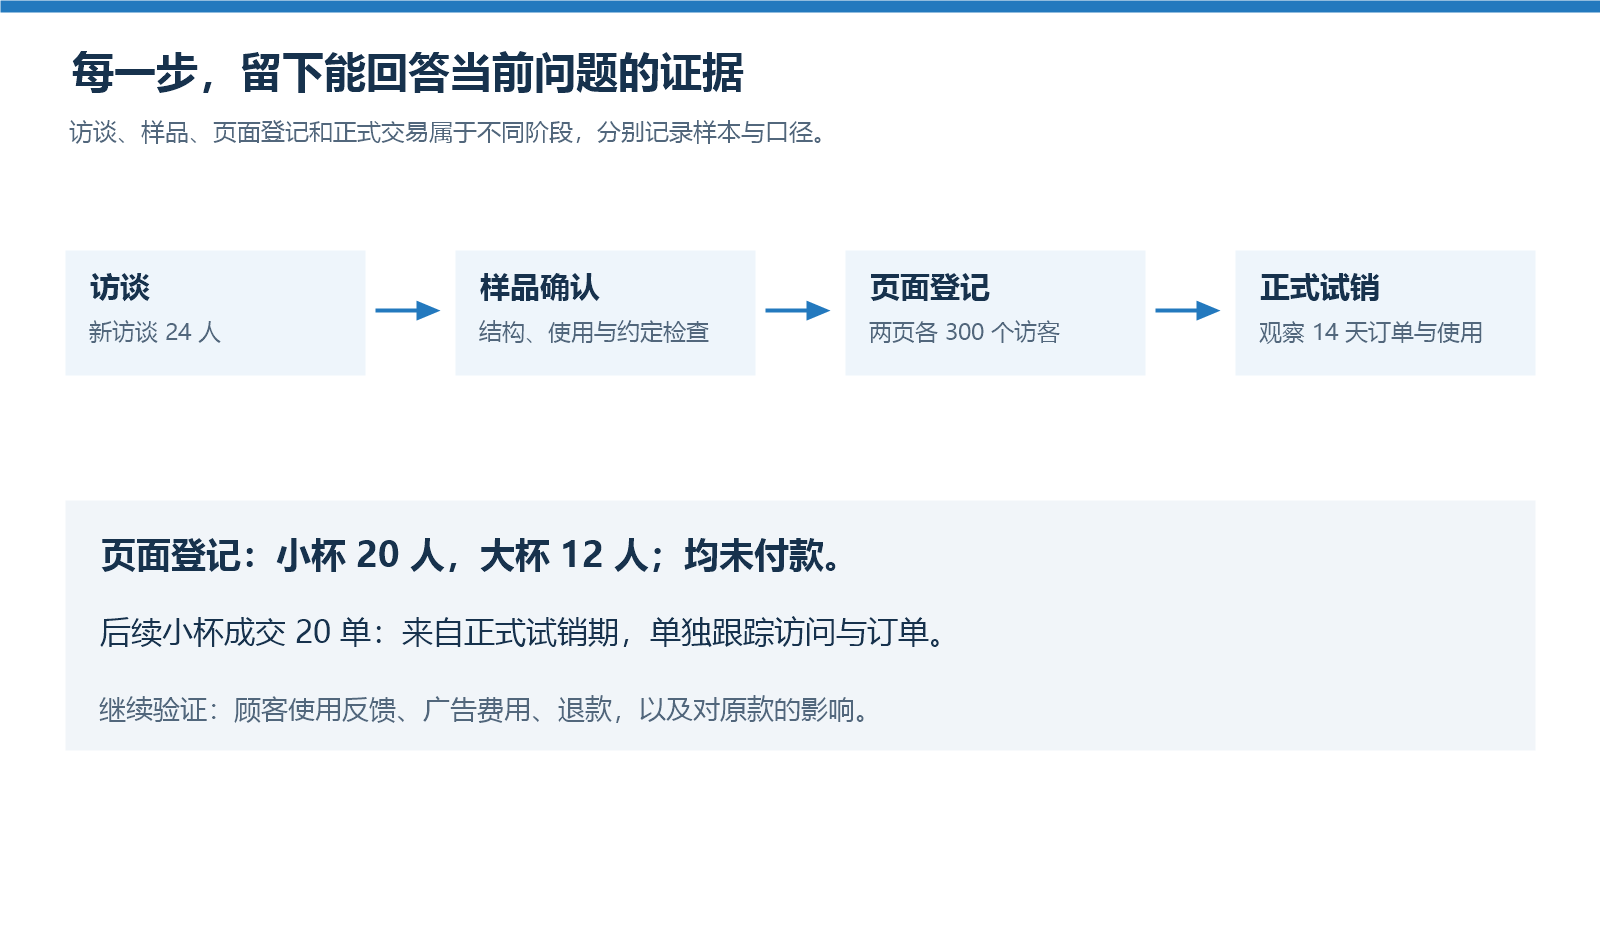 每一步，留下能回答当前问题的证据
访谈、样品、页面登记和正式交易属于不同阶段，分别记录样本与口径。
访谈
新访谈 24 人
样品确认
结构、使用与约定检查
页面登记
两页各 300 个访客
正式试销
观察 14 天订单与使用
页面登记：小杯 20 人，大杯 12 人；均未付款。
后续小杯成交 20 单：来自正式试销期，单独跟踪访问与订单。
继续验证：顾客使用反馈、广告费用、退款，以及对原款的影响。